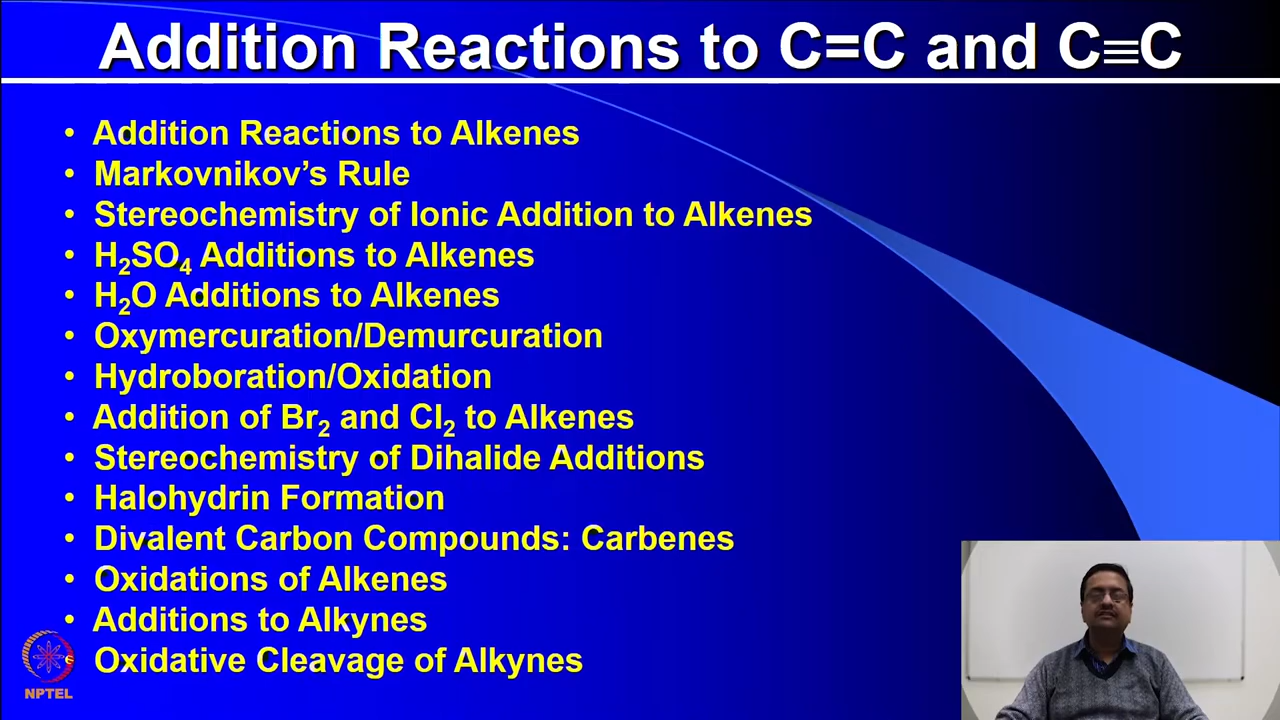 Addition Reactions to C=C and C≡C
• Addition Reactions to Alkenes
• Markovnikov’s Rule
• Stereochemistry of Ionic Addition to Alkenes
• H₂SO₄ Additions to Alkenes
• H₂O Additions to Alkenes
• Oxymercuration/Demurcuration
• Hydroboration/Oxidation
• Addition of Br₂ and Cl₂ to Alkenes
• Stereochemistry of Dihalide Additions
• Halohydrin Formation
• Divalent Carbon Compounds: Carbenes
• Oxidations of Alkenes
• Additions to Alkynes
• Oxidative Cleavage of Alkynes
NPTEL